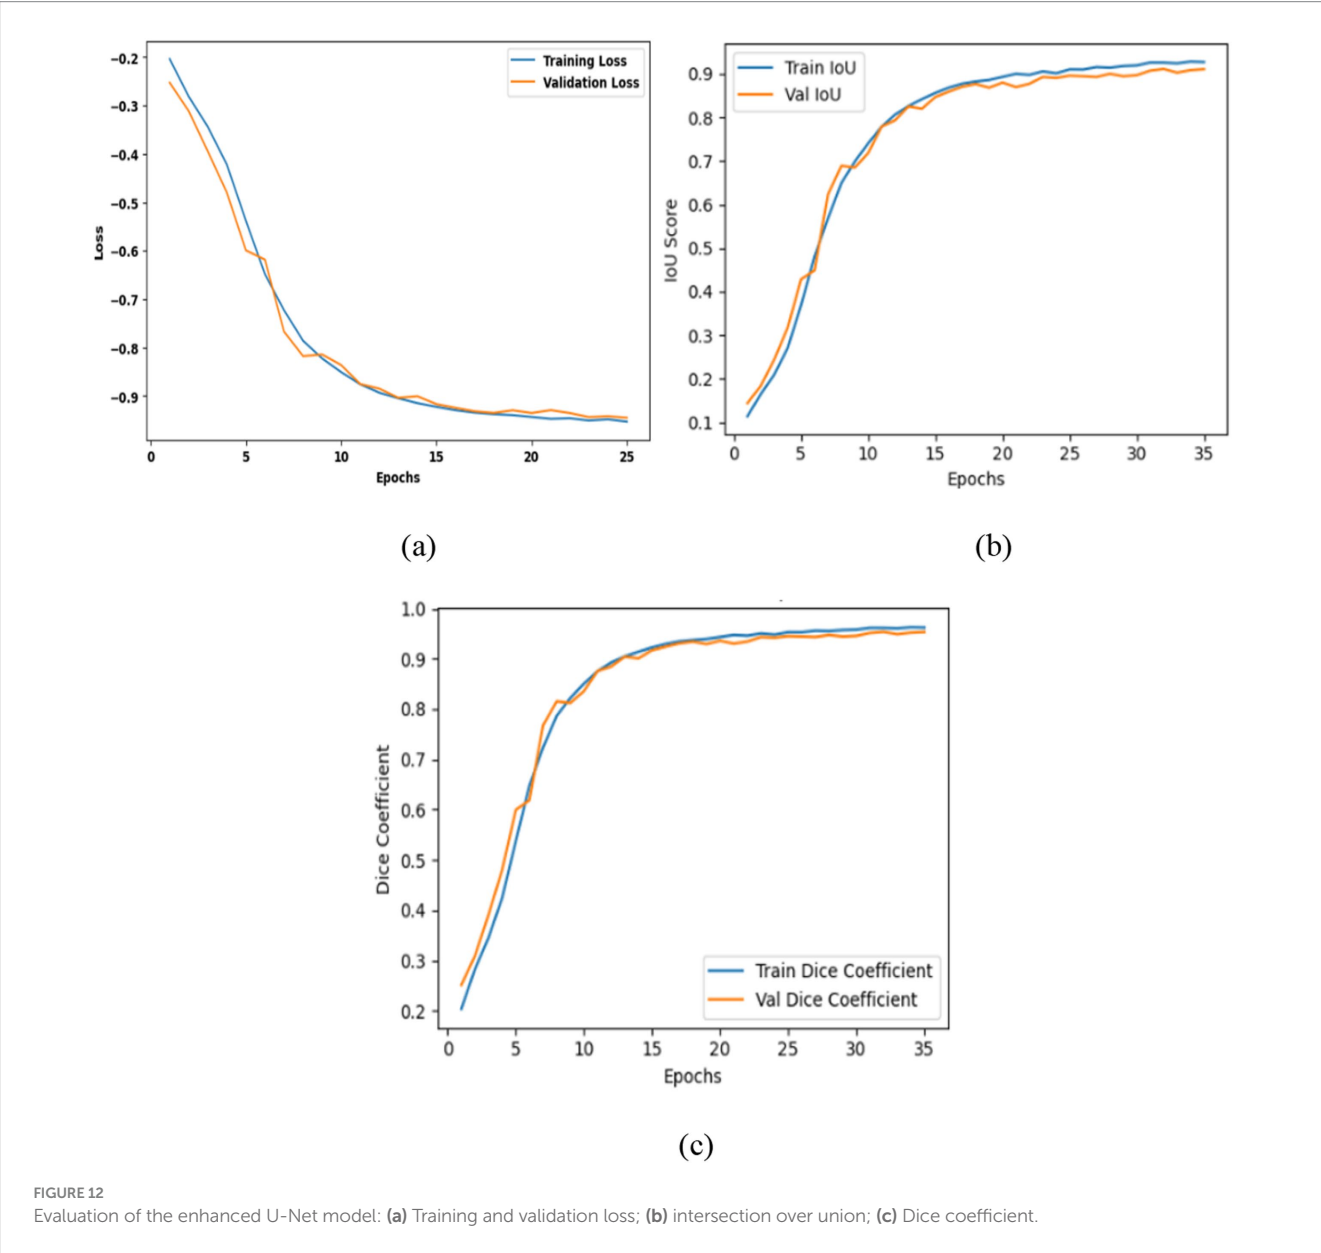 −0.2
−0.3
−0.4
−0.5
−0.6
−0.7
−0.8
−0.9
Loss
0 5 10 15 20 25
Epochs
Training Loss
Validation Loss
(a)
0.9
0.8
0.7
0.6
0.5
0.4
0.3
0.2
0.1
IoU Score
0 5 10 15 20 25 30 35
Epochs
Train IoU
Val IoU
(b)
1.0
0.9
0.8
0.7
0.6
0.5
0.4
0.3
0.2
Dice Coefficient
0 5 10 15 20 25 30 35
Epochs
Train Dice Coefficient
Val Dice Coefficient
(c)
FIGURE 12
Evaluation of the enhanced U-Net model: (a) Training and validation loss; (b) intersection over union; (c) Dice coefficient.